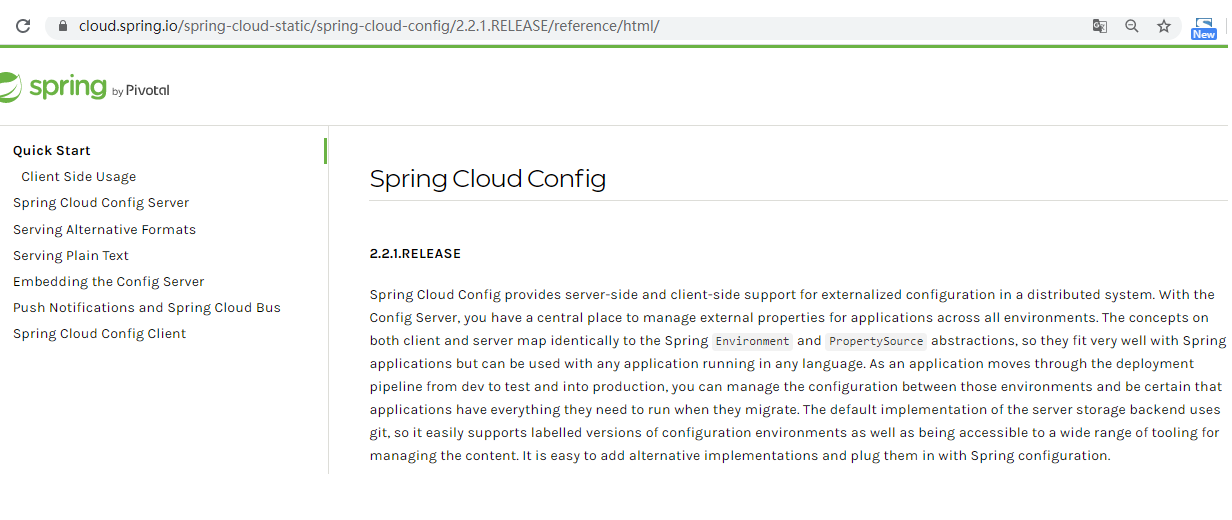 cloud.spring.io/spring-cloud-static/spring-cloud-config/2.2.1.RELEASE/reference/html/
New
spring by Pivotal
Quick Start
Client Side Usage
Spring Cloud Config Server
Serving Alternative Formats
Serving Plain Text
Embedding the Config Server
Push Notifications and Spring Cloud Bus
Spring Cloud Config Client
Spring Cloud Config
2.2.1.RELEASE
Spring Cloud Config provides server-side and client-side support for externalized configuration in a distributed system. With the
Config Server, you have a central place to manage external properties for applications across all environments. The concepts on
both client and server map identically to the Spring Environment and PropertySource abstractions, so they fit very well with Spring
applications but can be used with any application running in any language. As an application moves through the deployment
pipeline from dev to test and into production, you can manage the configuration between those environments and be certain that
applications have everything they need to run when they migrate. The default implementation of the server storage backend uses
git, so it easily supports labelled versions of configuration environments as well as being accessible to a wide range of tooling for
managing the content. It is easy to add alternative implementations and plug them in with Spring configuration.